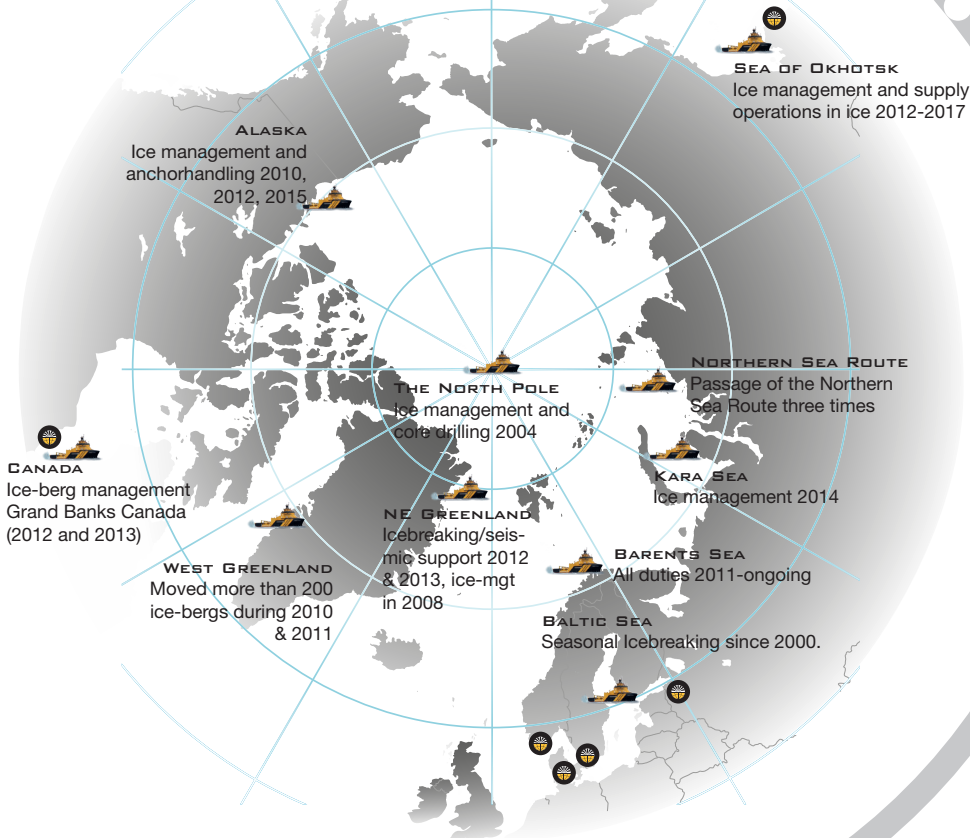 SEA OF OKHOTSK
Ice management and supply
operations in ice 2012-2017
ALASKA
Ice management and
anchorhandling 2010,
2012, 2015
NORTHERN SEA ROUTE
Passage of the Northern
Sea Route three times
THE NORTH POLE
Ice management and
core drilling 2004
CANADA
Ice-berg management
Grand Banks Canada
(2012 and 2013)
KARA SEA
Ice management 2014
NE GREENLAND
Icebreaking/seis-
mic support 2012
& 2013, ice-mgt
in 2008
WEST GREENLAND
Moved more than 200
ice-bergs during 2010
& 2011
BARENTS SEA
All duties 2011-ongoing
BALTIC SEA
Seasonal Icebreaking since 2000.